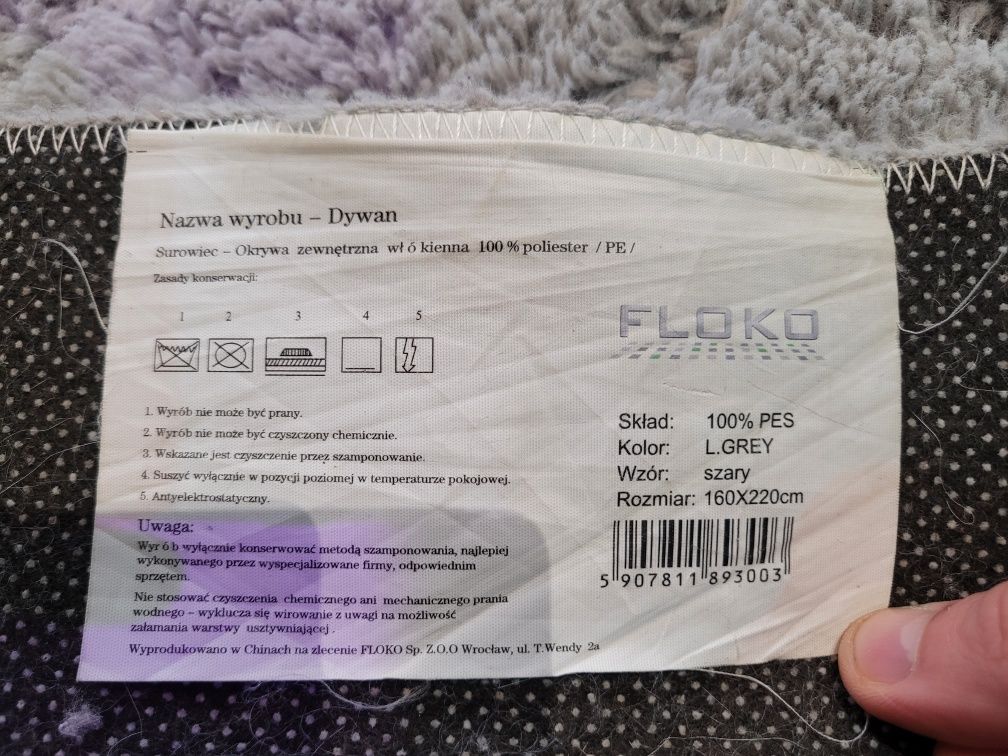 Nazwa wyrobu – Dywan
Surowiec – Okrywa zewnętrzna wł ó kienna 100 % poliester / PE /
Zasady konserwacji:
1 2 3 4 5
FLOKO
1. Wyrób nie może być prany.
2. Wyrób nie może być czyszczony chemicznie.
3. Wskazane jest czyszczenie przez szamponowanie.
4. Suszyć wyłącznie w pozycji poziomej w temperaturze pokojowej.
5. Antyelektrostatyczny.
Skład: 100% PES
Kolor: L.GREY
Wzór: szary
Rozmiar: 160X220cm
5 907811 893003
Uwaga:
Wyr ó b wyłącznie konserwować metodą szamponowania, najlepiej
wykonywanego przez wyspecjalizowane firmy, odpowiednim
sprzętem.
Nie stosować czyszczenia chemicznego ani mechanicznego prania
wodnego – wyklucza się wirowanie z uwagi na możliwość
załamania warstwy usztywniającej .
Wyprodukowano w Chinach na zlecenie FLOKO Sp. Z.O.O Wrocław, ul. T.Wendy 2a